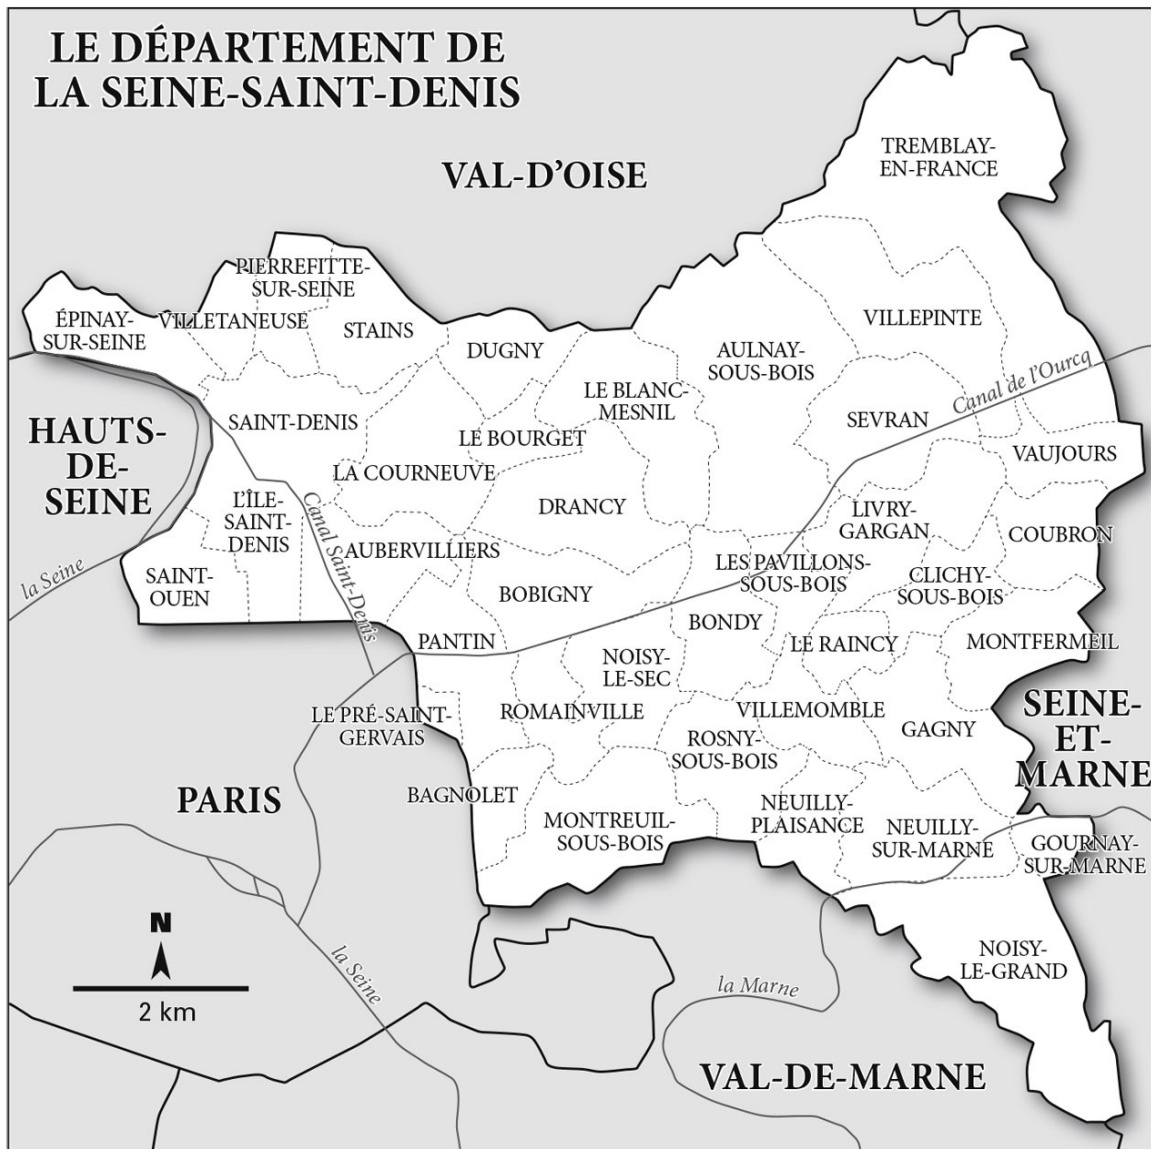 LE DÉPARTEMENT DE
LA SEINE-SAINT-DENIS
VAL-D’OISE
TREMBLAY-
EN-FRANCE
PIERREFITTE-
SUR-SEINE
ÉPINAY-
SUR-SEINE
VILLETANEUSE
STAINS
DUGNY
VILLEPINTE
AULNAY-
SOUS-BOIS
LE BLANC-
MESNIL
Canal de l’Ourcq
HAUTS-
DE-
SEINE
SAINT-DENIS
LE BOURGET
SEVRAN
VAUJOURS
LA COURNEUVE
L’ÎLE-
SAINT-
DENIS
Canal Saint-Denis
DRANCY
LIVRY-
GARGAN
COUBRON
AUBERVILLIERS
la Seine
SAINT-
OUEN
BOBIGNY
LES PAVILLONS-
SOUS-BOIS
CLICHY-
SOUS-BOIS
PANTIN
BONDY
LE RAINCY
MONTFERMEIL
NOISY-
LE-SEC
LE PRÉ-SAINT-
GERVAIS
ROMAINVILLE
VILLEMOMBLE
GAGNY
SEINE-
ET-
MARNE
ROSNY-
SOUS-BOIS
PARIS
BAGNOLET
MONTREUIL-
SOUS-BOIS
NEUILLY-
PLAISANCE
NEUILLY-
SUR-MARNE
GOURNAY-
SUR-MARNE
N
2 km
la Seine
la Marne
NOISY-
LE-GRAND
VAL-DE-MARNE